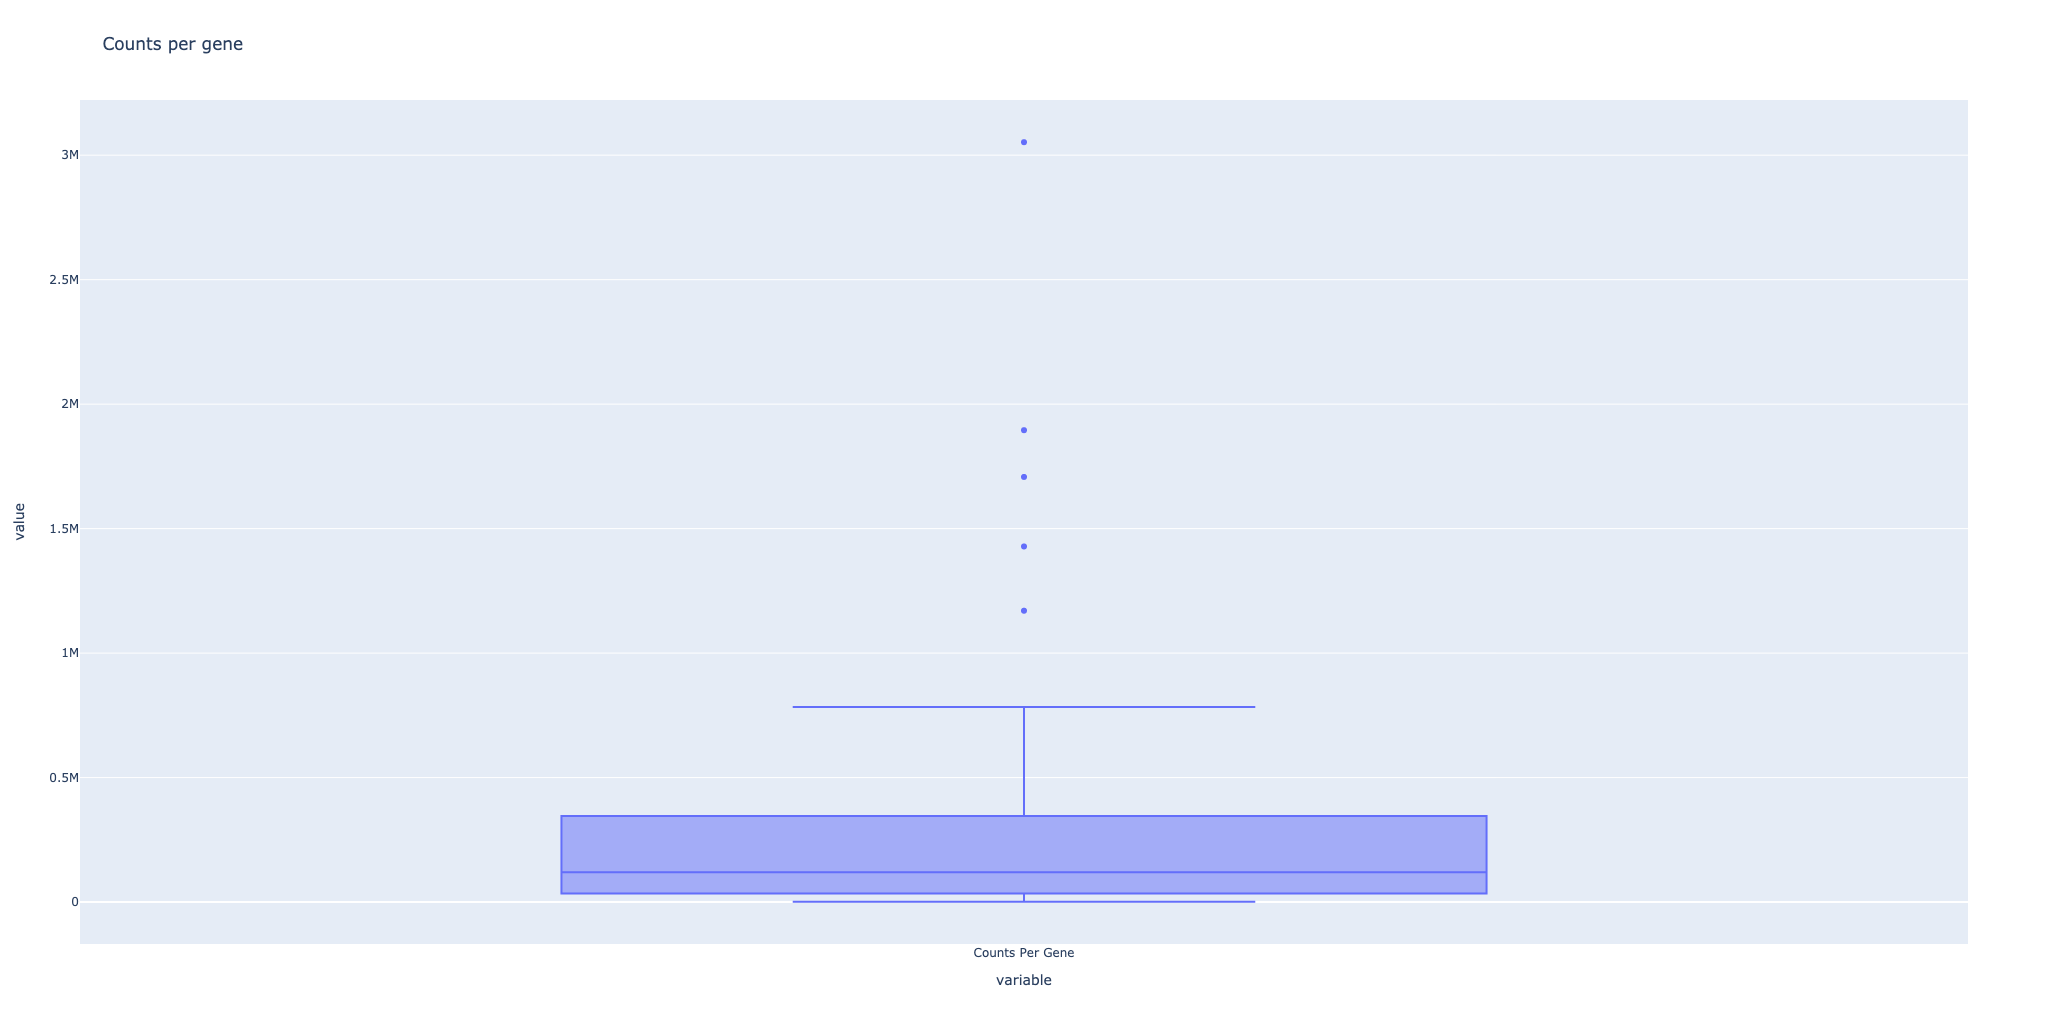 Counts per gene
3M
2.5M
2M
1.5M
1M
0.5M
0
value
Counts Per Gene
variable